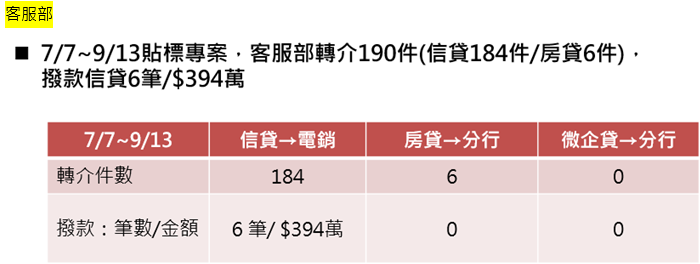 客服部
■ 7/7~9/13貼標專案，客服部轉介190件(信貸184件/房貸6件)，
撥款信貸6筆/$394萬
7/7~9/13 信貸→電銷 房貸→分行 微企貸→分行
轉介件數 184 6 0
撥款：筆數/金額 6 筆/ $394萬 0 0